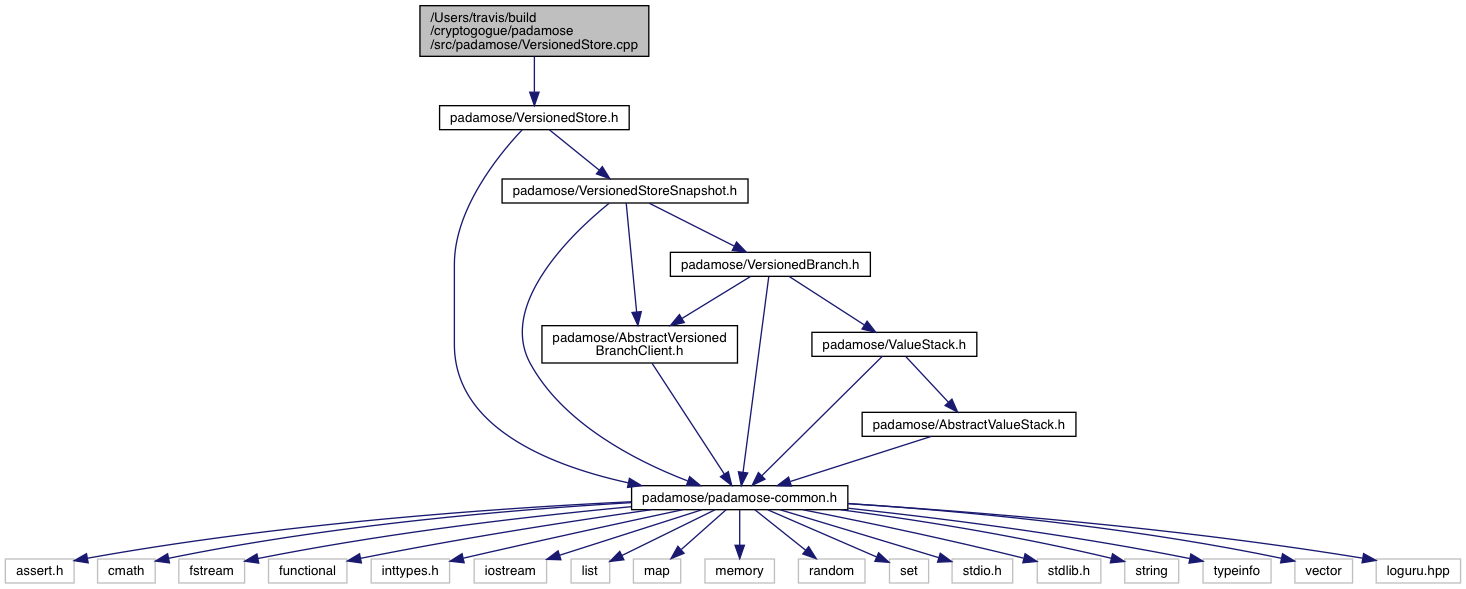 /Users/travis/build
/cryptogogue/padamose
/src/padamose/VersionedStore.cpp
padamose/VersionedStore.h
padamose/VersionedStoreSnapshot.h
padamose/VersionedBranch.h
padamose/AbstractVersioned
BranchClient.h
padamose/ValueStack.h
padamose/AbstractValueStack.h
padamose/padamose-common.h
assert.h
cmath
fstream
functional
inttypes.h
iostream
list
map
memory
random
set
stdio.h
stdlib.h
string
typeinfo
vector
loguru.hpp